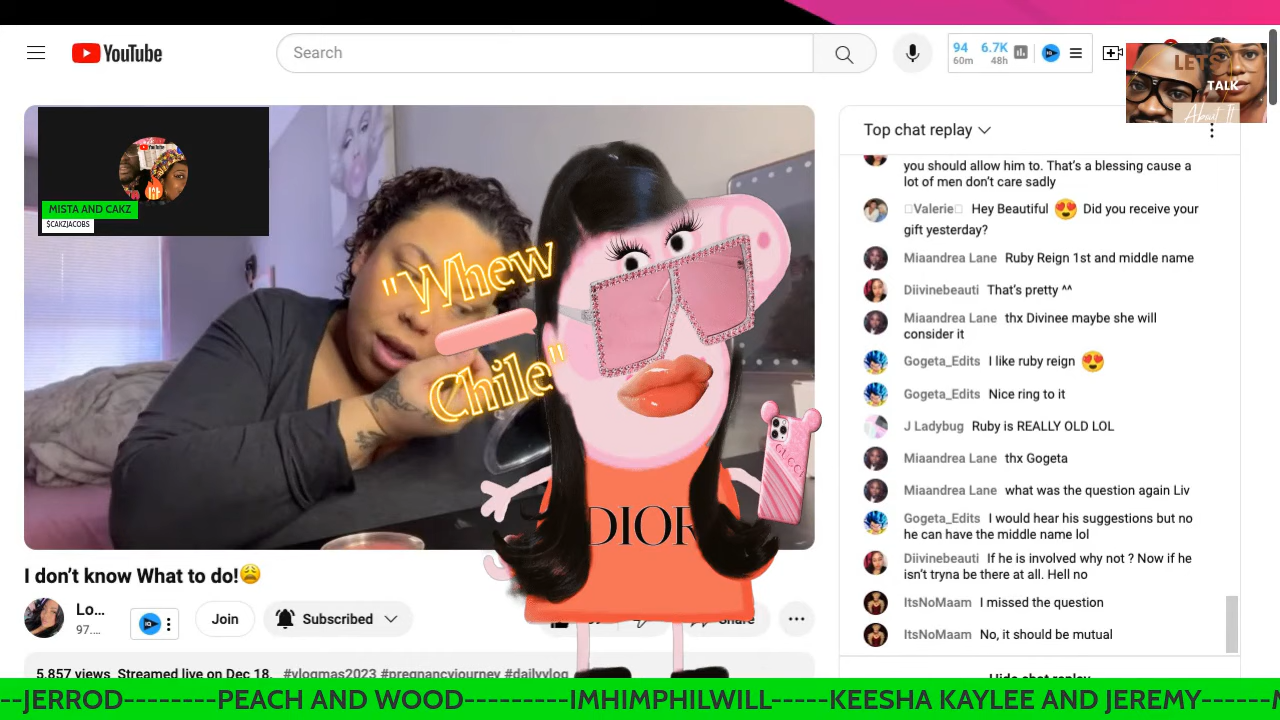 YouTube
Search
94
6.7K
60m
48h
LETS
TALK
About It
MISTA AND CAKZ
$CAKZJACOBS
"Whew
Chile"
GUCCI
DIOR
Top chat replay
you should allow him to. That's a blessing cause a
lot of men don't care sadly
Valerie Hey Beautiful 😍 Did you receive your
gift yesterday?
Miaandrea Lane Ruby Reign 1st and middle name
Diivinebeauti That's pretty ^^
Miaandrea Lane thx Divinee maybe she will
consider it
Gogeta_Edits I like ruby reign 😍
Gogeta_Edits Nice ring to it
J Ladybug Ruby is REALLY OLD LOL
Miaandrea Lane thx Gogeta
Miaandrea Lane what was the question again Liv
Gogeta_Edits I would hear his suggestions but no
he can have the middle name lol
Diivinebeauti If he is involved why not ? Now if he
isn't tryna be there at all. Hell no
ItsNoMaam I missed the question
ItsNoMaam No, it should be mutual
Hide chat replay
I don't know What to do!😩
Lo...
97....
Join
Subscribed
Share
5,857 views Streamed live on Dec 18, #vlogmas2023 #pregnancyjourney #dailyvlog
--JERROD--------PEACH AND WOOD---------IMHIMPHILWILL-----KEESHA KAYLEE AND JEREMY------